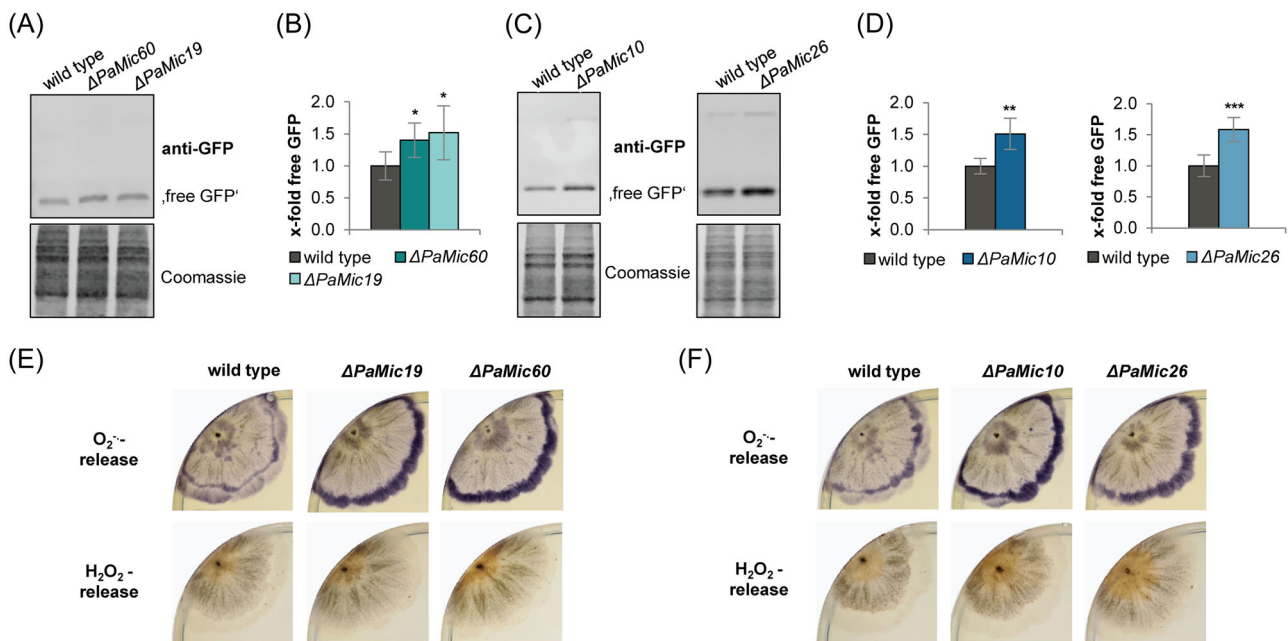 (A)
wild type
ΔPaMic60
ΔPaMic19
anti-GFP
‚free GFP‘
Coomassie
(B)
x-fold free GFP
2.0
1.5
1.0
0.5
0.0
*
*
wild type ΔPaMic60
ΔPaMic19
(C)
wild type
ΔPaMic10
wild type
ΔPaMic26
anti-GFP
‚free GFP‘
Coomassie
(D)
x-fold free GFP
2.0
1.5
1.0
0.5
0.0
**
wild type ΔPaMic10
x-fold free GFP
2.0
1.5
1.0
0.5
0.0
***
wild type ΔPaMic26
(E)
wild type ΔPaMic19 ΔPaMic60
O₂˙⁻-
release
H₂O₂ -
release
(F)
wild type ΔPaMic10 ΔPaMic26
O₂˙⁻-
release
H₂O₂ -
release